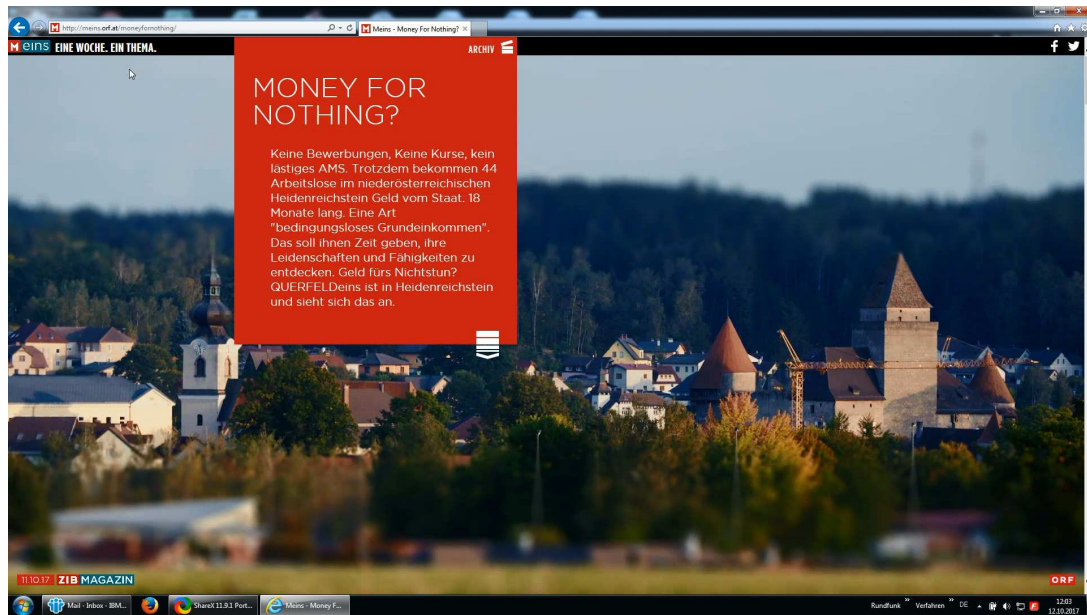 http://meins.orf.at/moneyfornothing/
Meins - Money For Nothing?
M eins EINE WOCHE. EIN THEMA.
ARCHIV
MONEY FOR
NOTHING?
Keine Bewerbungen, Keine Kurse, kein
lästiges AMS. Trotzdem bekommen 44
Arbeitslose im niederösterreichischen
Heidenreichstein Geld vom Staat. 18
Monate lang. Eine Art
"bedingungsloses Grundeinkommen".
Das soll ihnen Zeit geben, ihre
Leidenschaften und Fähigkeiten zu
entdecken. Geld fürs Nichtstun?
QUERFELDeins ist in Heidenreichstein
und sieht sich das an.
11.10.17 ZIB MAGAZIN
ORF
Mail - Inbox - IBM...
ShareX 11.9.1 Port...
Meins - Money F...
Rundfunk » Verfahren » DE
12:03
12.10.2017